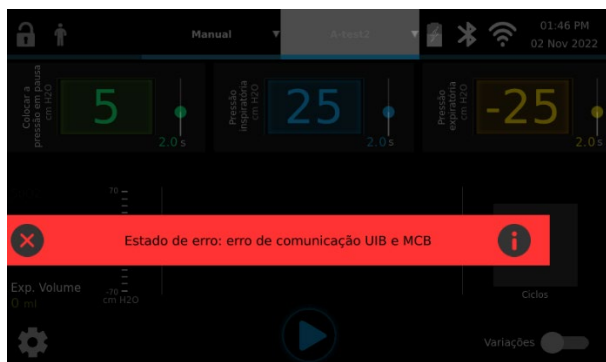 Manual
A-test2
01:46 PM
02 Nov 2022
Colocar a
pressão em pausa
cm H2O
5
2.0 s
Pressão
inspiratória
cm H2O
25
2.0 s
Pressão
expiratória
cm H2O
-25
2.0 s
70
Estado de erro: erro de comunicação UIB e MCB
Exp. Volume
0 ml
-70
cm H2O
Ciclos
Variações